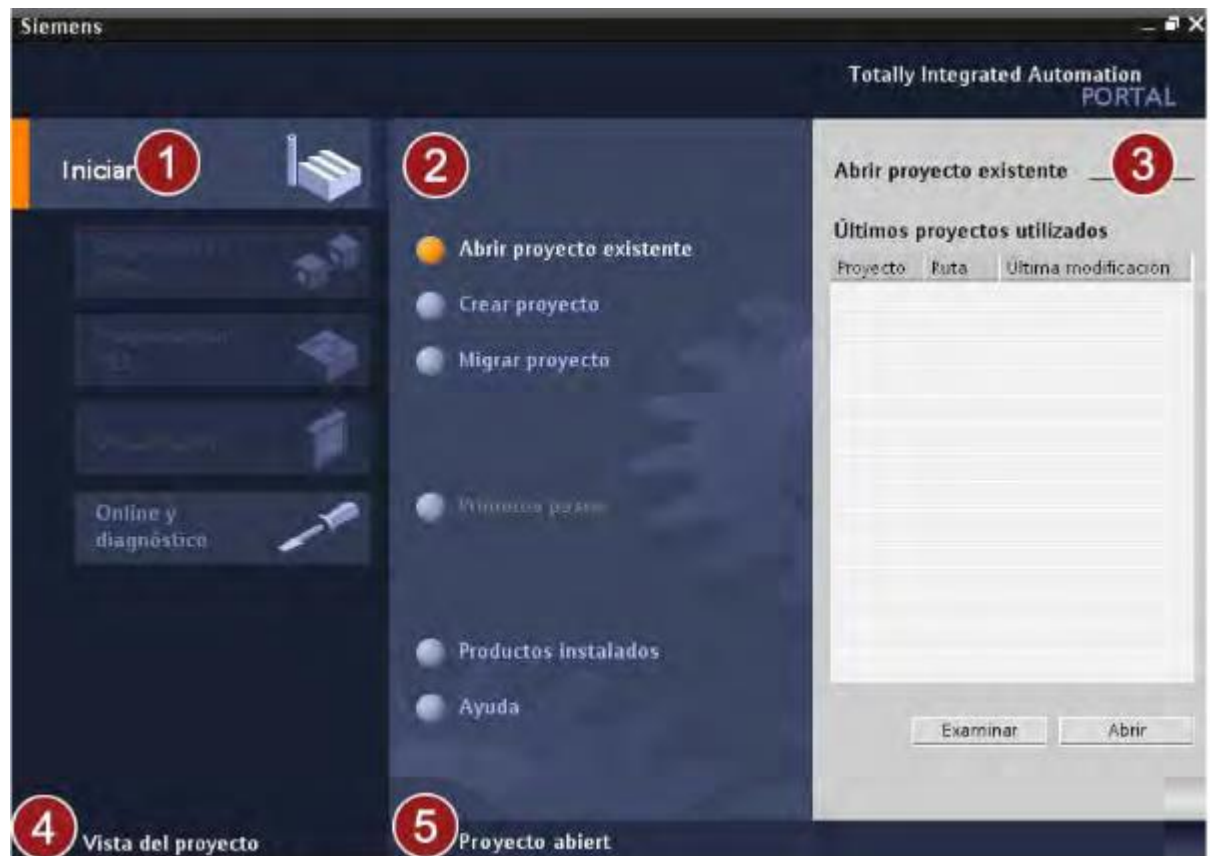 Siemens
Totally Integrated Automation
PORTAL
Iniciar
1
Online y
diagnóstico
2
Abrir proyecto existente
Crear proyecto
Migrar proyecto
Primeros pasos
Productos instalados
Ayuda
3
Abrir proyecto existente
Últimos proyectos utilizados
Proyecto Ruta Última modificación
Examinar Abrir
4
Vista del proyecto
5
Proyecto abiert